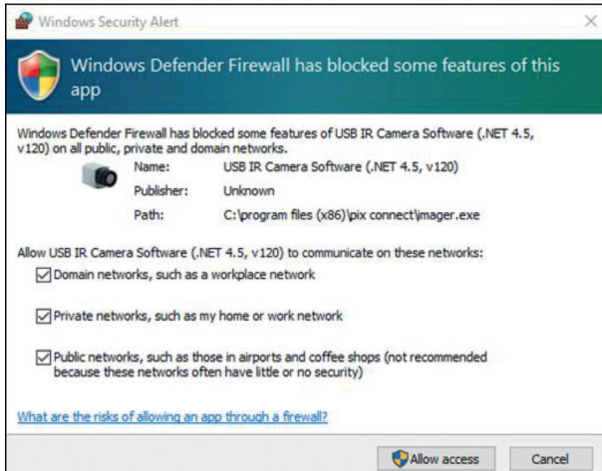 Windows Security Alert
Windows Defender Firewall has blocked some features of this
app
Windows Defender Firewall has blocked some features of USB IR Camera Software (.NET 4.5,
v120) on all public, private and domain networks.
Name: USB IR Camera Software (.NET 4.5, v120)
Publisher: Unknown
Path: C:\program files (x86)\pix connect\imager.exe
Allow USB IR Camera Software (.NET 4.5, v120) to communicate on these networks:
Domain networks, such as a workplace network
Private networks, such as my home or work network
Public networks, such as those in airports and coffee shops (not recommended
because these networks often have little or no security)
What are the risks of allowing an app through a firewall?
Allow access Cancel